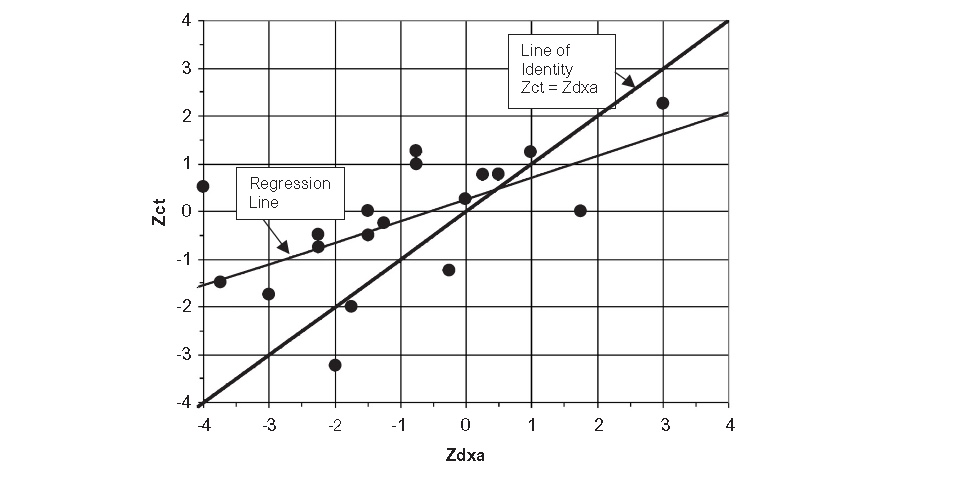 4
3
2
1
0
-1
-2
-3
-4
Zct
Line of
Identity
Zct = Zdxa
Regression
Line
-4 -3 -2 -1 0 1 2 3 4
Zdxa